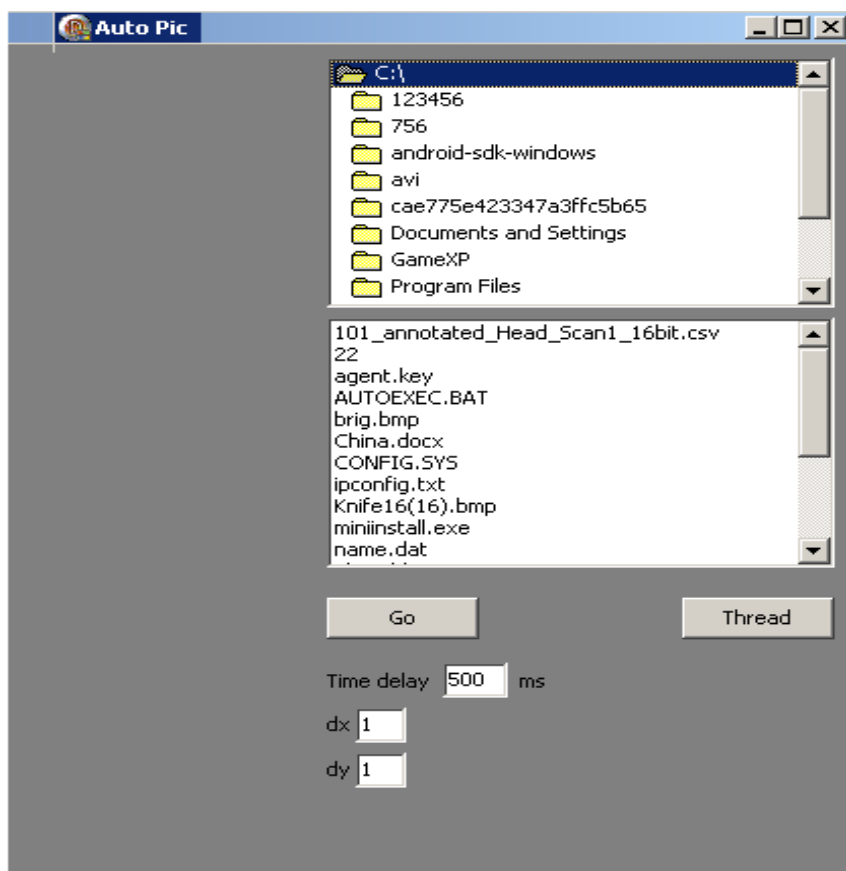 Auto Pic
C:\
123456
756
android-sdk-windows
avi
cae775e423347a3ffc5b65
Documents and Settings
GameXP
Program Files
101_annotated_Head_Scan1_16bit.csv
22
agent.key
AUTOEXEC.BAT
brig.bmp
China.docx
CONFIG.SYS
ipconfig.txt
Knife16(16).bmp
miniinstall.exe
name.dat
Go Thread
Time delay 500 ms
dx 1
dy 1